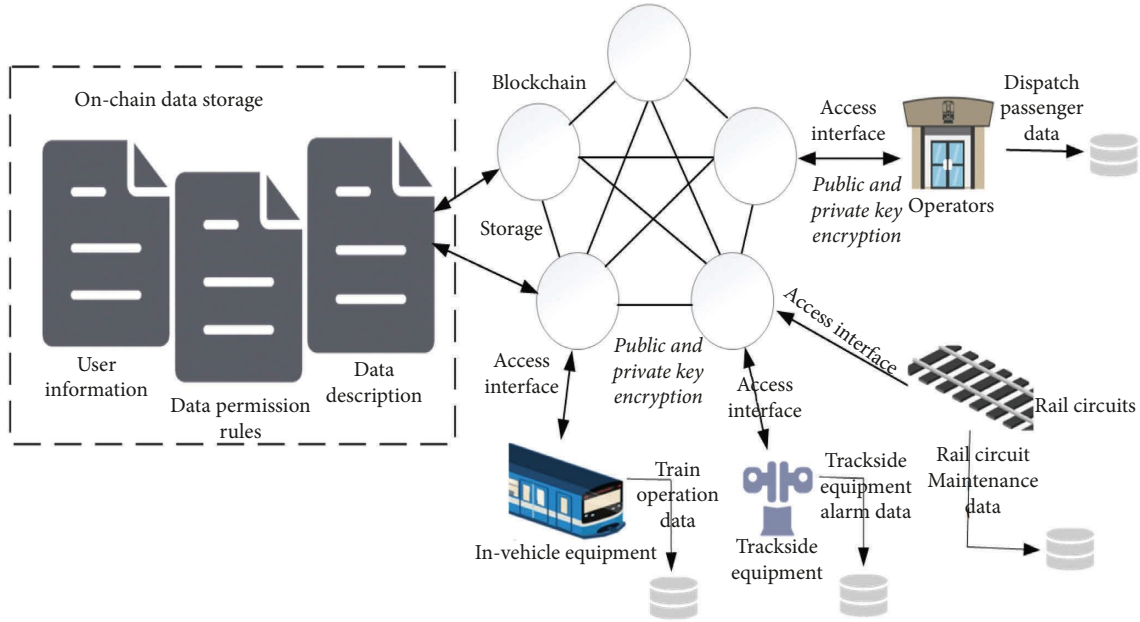 On-chain data storage
User
information
Data permission
rules
Data
description
Blockchain
Storage
Access
interface
Public and
private key
encryption
Operators
Dispatch
passenger
data
Access
interface
Public and
private key
encryption
Access
interface
Access interface
Rail circuits
Rail circuit
Maintenance
data
In-vehicle equipment
Train
operation
data
Trackside
equipment
Trackside
equipment
alarm data